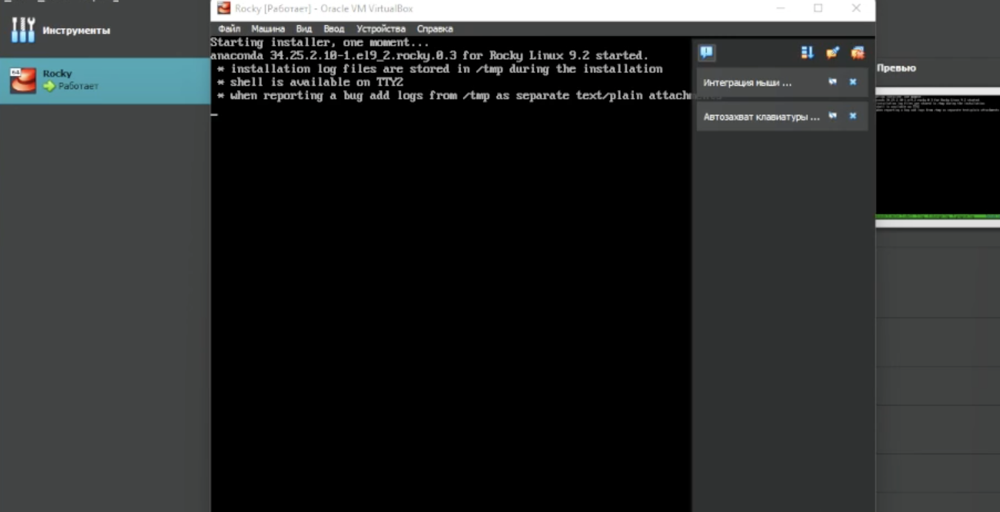 Инструменты
Rocky
Работает
Rocky [Работает] - Oracle VM VirtualBox
Файл Машина Вид Ввод Устройства Справка
Starting installer, one moment...
anaconda 34.25.2.10-1.el9_2.rocky.0.3 for Rocky Linux 9.2 started.
* installation log files are stored in /tmp during the installation
* shell is available on TTY2
* when reporting a bug add logs from /tmp as separate text/plain
Интеграция мыши ...
Автозахват клавиатуры ...
Превью
64